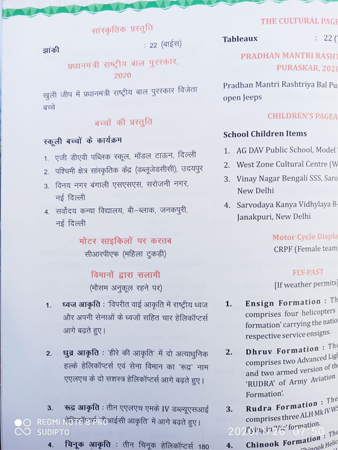 सांस्कृतिक प्रस्तुति
झांकी : 22 (बाईस)
प्रधानमंत्री राष्ट्रीय बाल पुरस्कार,
2020
खुली जीप में प्रधानमंत्री राष्ट्रीय बाल पुरस्कार विजेता
बच्चे
बच्चों की प्रस्तुति
स्कूली बच्चों के कार्यक्रम
1. एजी डीएवी पब्लिक स्कूल, मॉडल टाऊन, दिल्ली
2. पश्चिमी क्षेत्र सांस्कृतिक केंद्र (डब्लूजेडसीसी), उदयपुर
3. विनय नगर बंगाली एसएसएस, सरोजनी नगर,
नई दिल्ली
4. सर्वोदय कन्या विद्यालय, बी–ब्लाक, जनकपुरी,
नई दिल्ली
मोटर साइकिलों पर करतब
सीआरपीएफ (महिला टुकड़ी)
विमानों द्वारा सलामी
(मौसम अनुकूल रहने पर)
1. ध्वज आकृति : 'विपरीत वाई आकृति में राष्ट्रीय ध्वज
और अपनी सेनाओं के ध्वजों सहित चार हेलिकॉप्टर्स
आगे बढ़ते हुए।
2. ध्रुव आकृति : 'हीरे की आकृति' में दो अत्याधुनिक
हल्के हेलिकॉप्टर्स एवं सेना विमान का 'रूद्र' नाम
एएलएच के दो सशस्त्र हेलिकॉप्टर्स आगे बढ़ते हुए।
3. रूद्र आकृति : तीन एएलएच एमके IV डब्ल्यूएसआई
आईसी आकृति' में आगे बढ़ते हुए।
4. चिनूक आकृति : तीन चिनूक हेलिकॉप्टर्स 180
THE CULTURAL PAGE
Tableaux : 22
PRADHAN MANTRI RASHT
PURASKAR, 202
Pradhan Mantri Rashtriya Bal Pu
open Jeeps
CHILDREN'S PAGEA
School Children Items
1. AG DAV Public School, Model
2. West Zone Cultural Centre (W
3. Vinay Nagar Bengali SSS, Saro
New Delhi
4. Sarvodaya Kanya Vidhylaya B-
Janakpuri, New Delhi
Motor Cycle Displa
CRPF (Female team
FLY-PAST
[If weather permits
1. Ensign Formation : Th
comprises four helicopters
formation' carrying the natio
respective service ensigns.
2. Dhruv Formation : The
comprises two Advanced Ligh
and two armed version of the
'RUDRA' of Army Aviation
Formation'.
3. Rudra Formation : The
comprises three ALH Mk IV WS
formation.
4. Chinook Formation :
REDMI NOTE 8 PRO
SUDIPTO